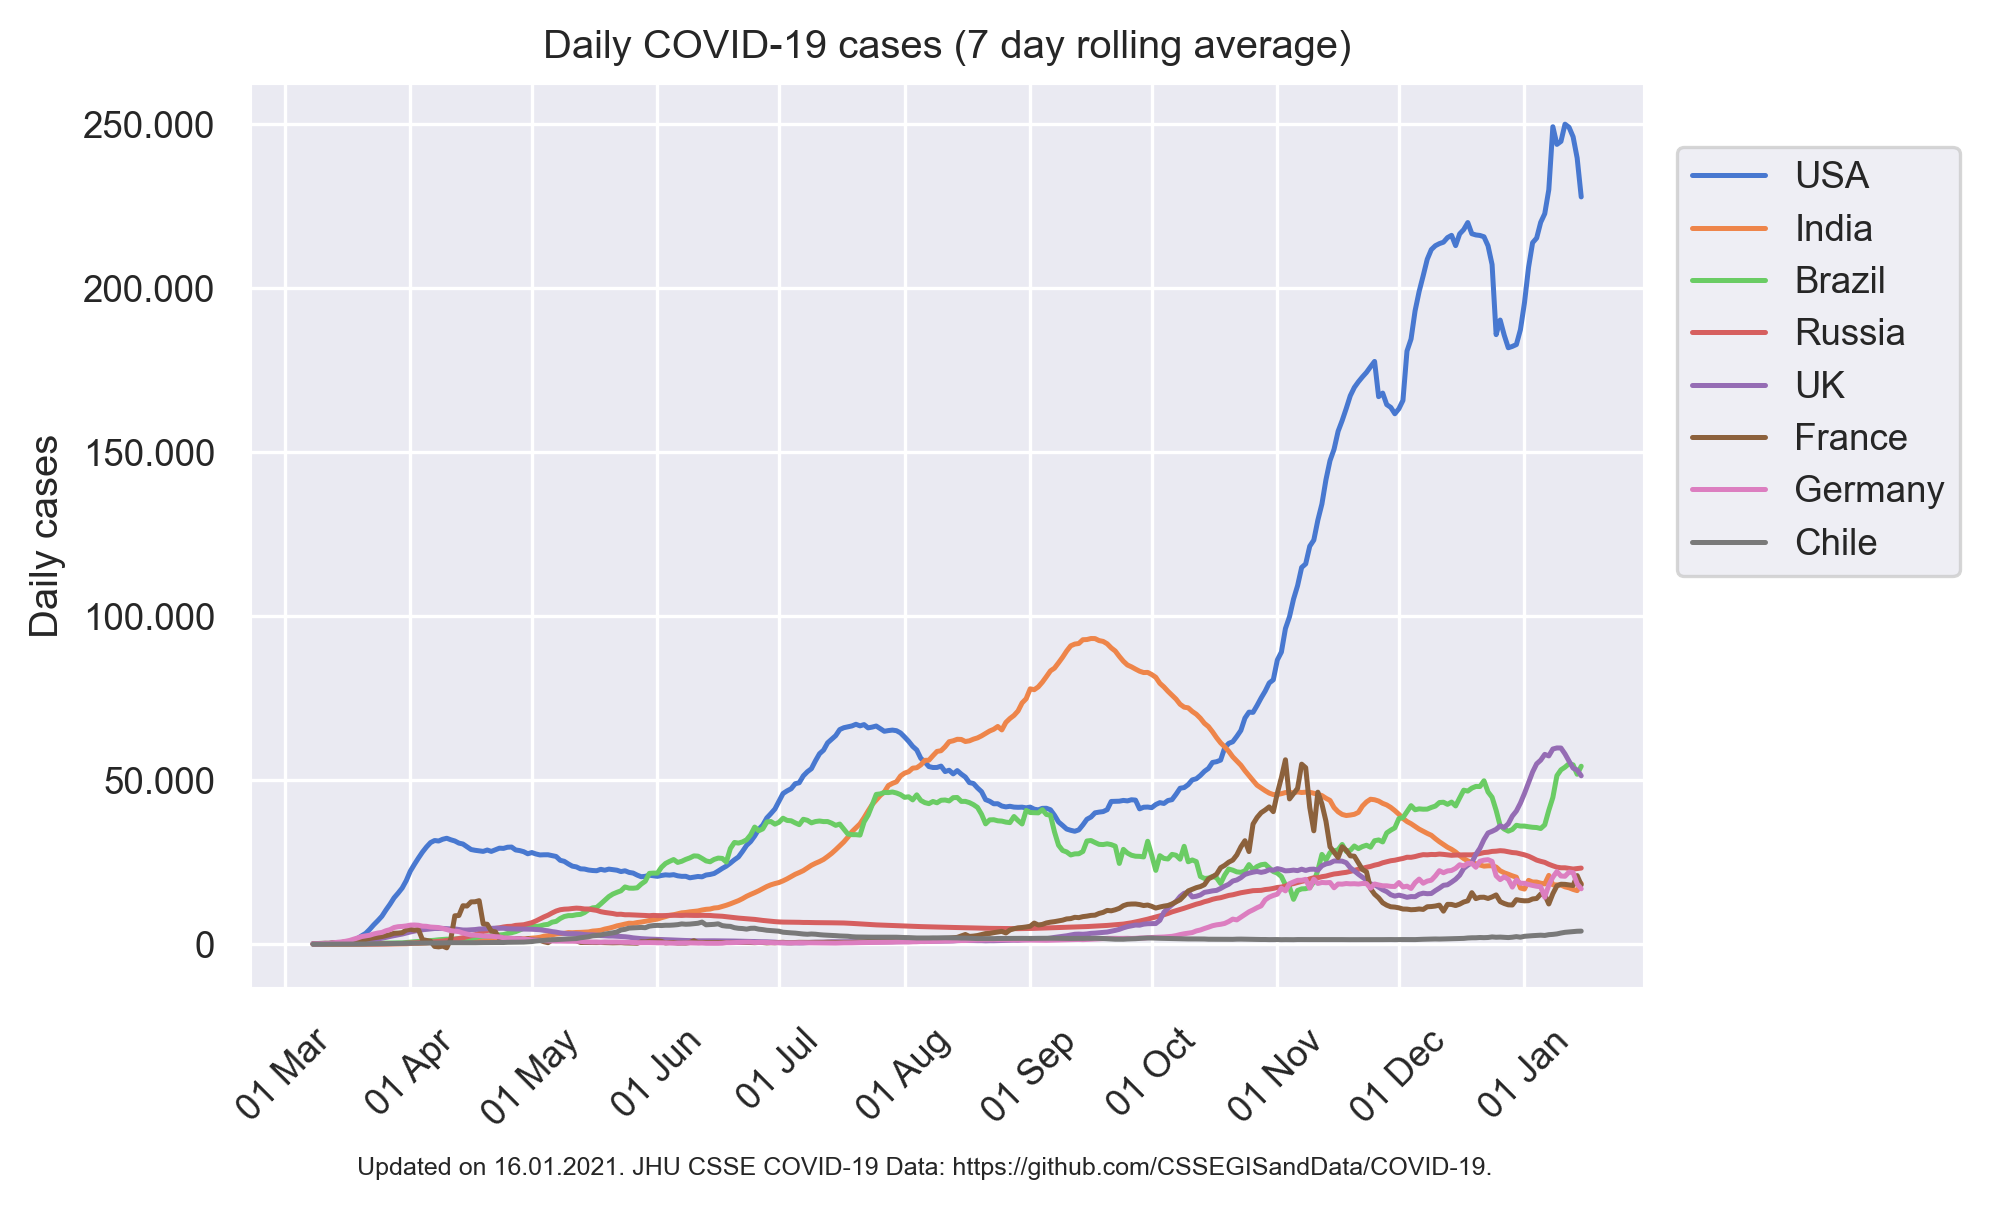 Daily COVID-19 cases (7 day rolling average)
250.000
200.000
150.000
100.000
50.000
0
Daily cases
01 Mar
01 Apr
01 May
01 Jun
01 Jul
01 Aug
01 Sep
01 Oct
01 Nov
01 Dec
01 Jan
USA
India
Brazil
Russia
UK
France
Germany
Chile
Updated on 16.01.2021. JHU CSSE COVID-19 Data: https://github.com/CSSEGISandData/COVID-19.